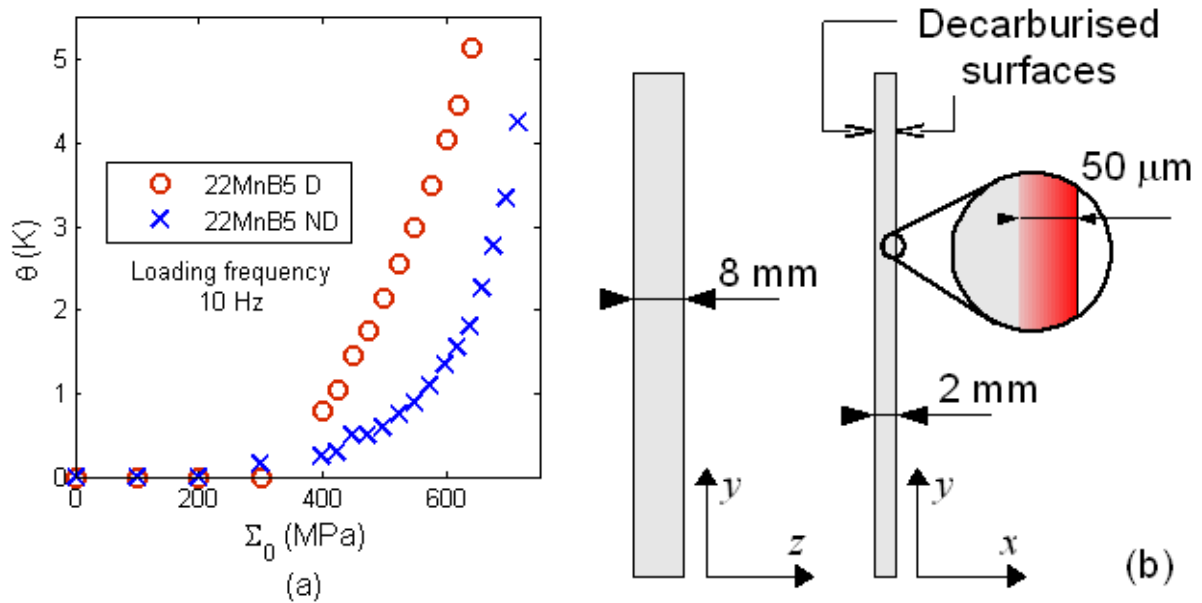 5
4
3
2
1
0
θ (K)
22MnB5 D
22MnB5 ND
Loading frequency
10 Hz
0
200
400
600
Σ0 (MPa)
(a)
Decarburised
surfaces
50 μm
8 mm
2 mm
y
z
y
x
(b)